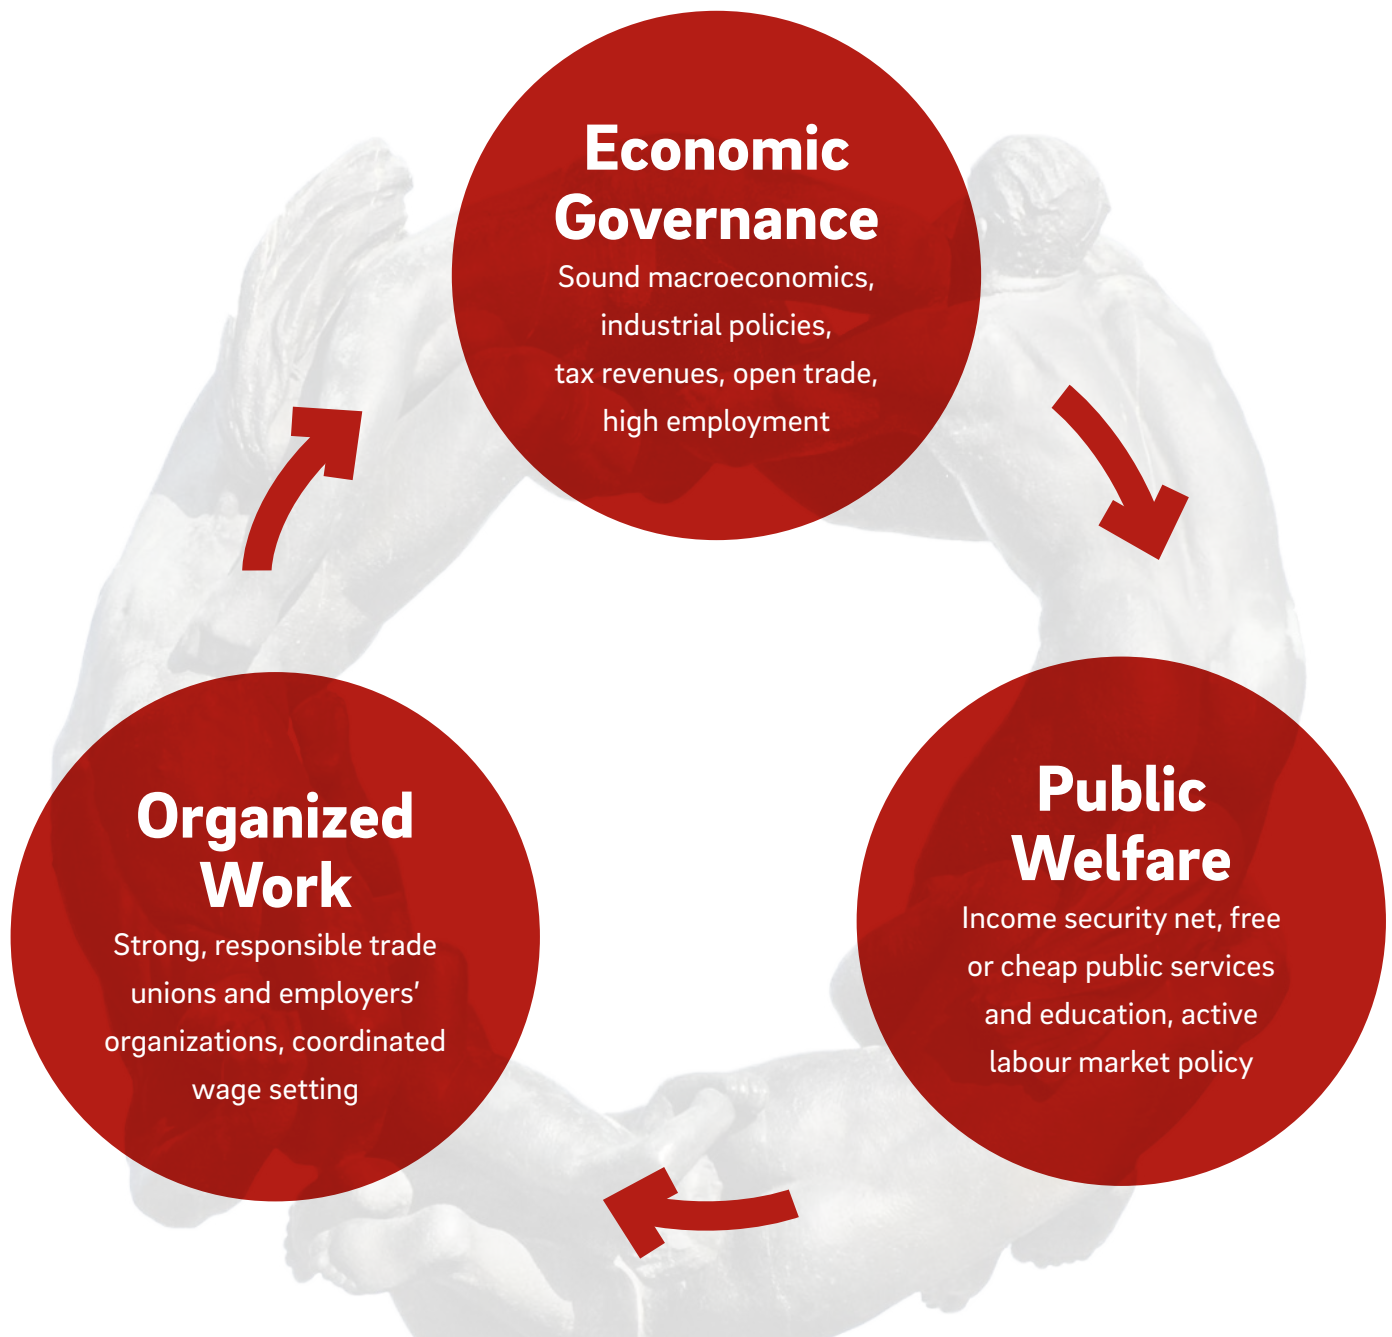 Economic
Governance
Sound macroeconomics,
industrial policies,
tax revenues, open trade,
high employment
Organized
Work
Strong, responsible trade
unions and employers’
organizations, coordinated
wage setting
Public
Welfare
Income security net, free
or cheap public services
and education, active
labour market policy